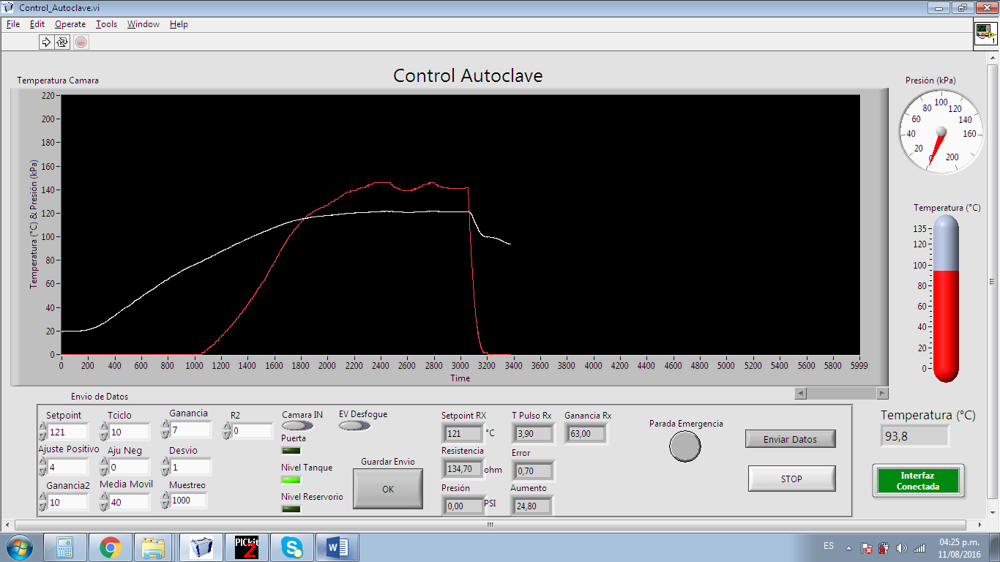 Control_Autoclave.vi
File Edit Operate Tools Window Help
1
Control Autoclave
Temperatura Camara
Temperatura (°C) & Presión (kPa)
220
200
180
160
140
120
100
80
60
40
20
0
0 200 400 600 800 1000 1200 1400 1600 1800 2000 2200 2400 2600 2800 3000 3200 3400 3600 3800 4000 4200 4400 4600 4800 5000 5200 5400 5600 5800 5999
Time
Presión (kPa)
0 20 40 60 80 100 120 140 160 200
Temperatura (°C)
135
120
100
80
60
40
20
0
Temperatura (°C)
93,8
Interfaz
Conectada
Envio de Datos
Setpoint Tciclo Ganancia R2
121 10 7 0
Ajuste Positivo Aju Neg Desvio
4 0 1
Ganancia2 Media Movil Muestreo
10 40 1000
Camara IN EV Desfogue
Puerta
Nivel Tanque
Nivel Reservorio
Guardar Envio
OK
Setpoint RX T Pulso Rx Ganancia Rx
121 °C 3,90 63,00
Resistencia Error
134,70 ohm 0,70
Presión Aumento
0,00 PSI 24,80
Parada Emergencia
Enviar Datos
STOP
PICkit
2
ES
04:25 p.m.
11/08/2016